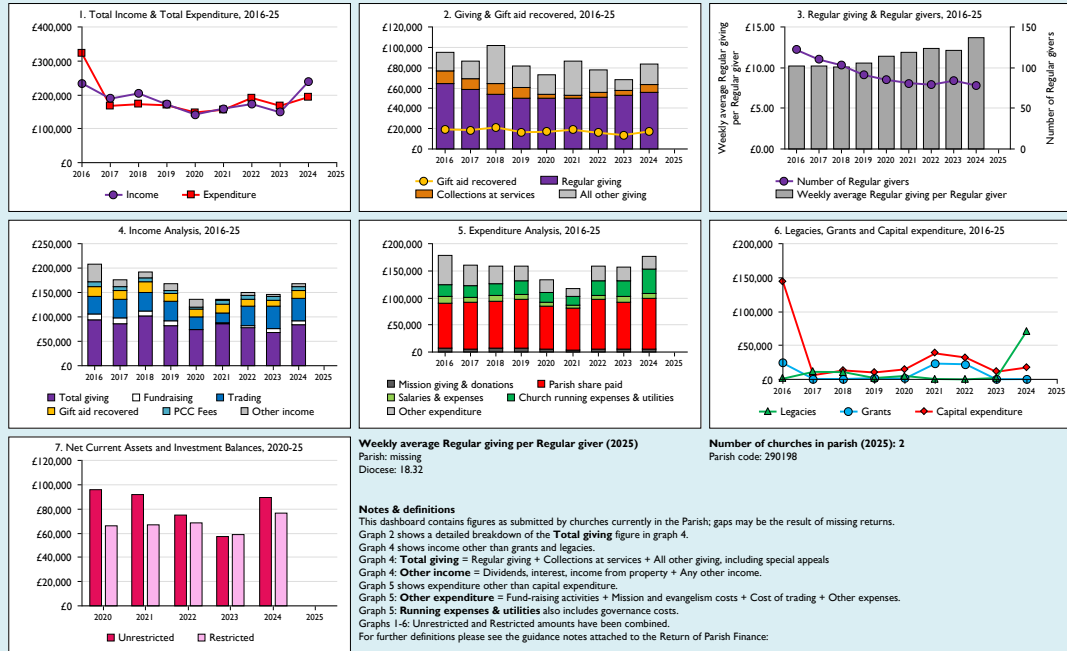 1. Total Income & Total Expenditure, 2016-25
£400,000
£300,000
£200,000
£100,000
£0
2016 2017 2018 2019 2020 2021 2022 2023 2024 2025
Income Expenditure
2. Giving & Gift aid recovered, 2016-25
£120,000
£100,000
£80,000
£60,000
£40,000
£20,000
£0
2016 2017 2018 2019 2020 2021 2022 2023 2024 2025
Gift aid recovered Regular giving
Collections at services All other giving
3. Regular giving & Regular givers, 2016-25
Weekly average Regular giving
per Regular giver
£15.00
£10.00
£5.00
£0.00
150
100
50
0
Number of Regular givers
2016 2017 2018 2019 2020 2021 2022 2023 2024 2025
Number of Regular givers
Weekly average Regular giving per Regular giver
4. Income Analysis, 2016-25
£250,000
£200,000
£150,000
£100,000
£50,000
£0
2016 2017 2018 2019 2020 2021 2022 2023 2024 2025
Total giving Fundraising Trading
Gift aid recovered PCC Fees Other income
5. Expenditure Analysis, 2016-25
£200,000
£150,000
£100,000
£50,000
£0
2016 2017 2018 2019 2020 2021 2022 2023 2024 2025
Mission giving & donations Parish share paid
Salaries & expenses Church running expenses & utilities
Other expenditure
6. Legacies, Grants and Capital expenditure, 2016-25
£200,000
£150,000
£100,000
£50,000
£0
2016 2017 2018 2019 2020 2021 2022 2023 2024 2025
Legacies Grants Capital expenditure
7. Net Current Assets and Investment Balances, 2020-25
£120,000
£100,000
£80,000
£60,000
£40,000
£20,000
£0
2020 2021 2022 2023 2024 2025
Unrestricted Restricted
Weekly average Regular giving per Regular giver (2025)
Parish: missing
Diocese: 18.32
Number of churches in parish (2025): 2
Parish code: 290198
Notes & definitions
This dashboard contains figures as submitted by churches currently in the Parish; gaps may be the result of missing returns.
Graph 2 shows a detailed breakdown of the Total giving figure in graph 4.
Graph 4 shows income other than grants and legacies.
Graph 4: Total giving = Regular giving + Collections at services + All other giving, including special appeals
Graph 4: Other income = Dividends, interest, income from property + Any other income.
Graph 5 shows expenditure other than capital expenditure.
Graph 5: Other expenditure = Fund-raising activities + Mission and evangelism costs + Cost of trading + Other expenses.
Graph 5: Running expenses & utilities also includes governance costs.
Graphs 1-6: Unrestricted and Restricted amounts have been combined.
For further definitions please see the guidance notes attached to the Return of Parish Finance: